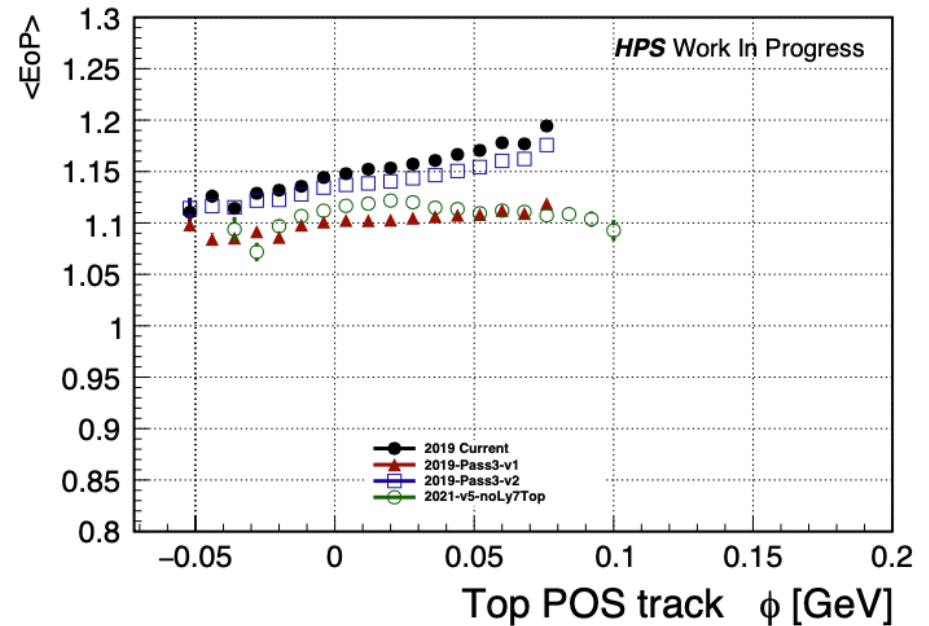 <EoP>
1.3
1.25
1.2
1.15
1.1
1.05
1
0.95
0.9
0.85
0.8
HPS Work In Progress
2019 Current
2019-Pass3-v1
2019-Pass3-v2
2021-v5-noLy7Top
−0.05 0 0.05 0.1 0.15 0.2
Top POS track ϕ [GeV]